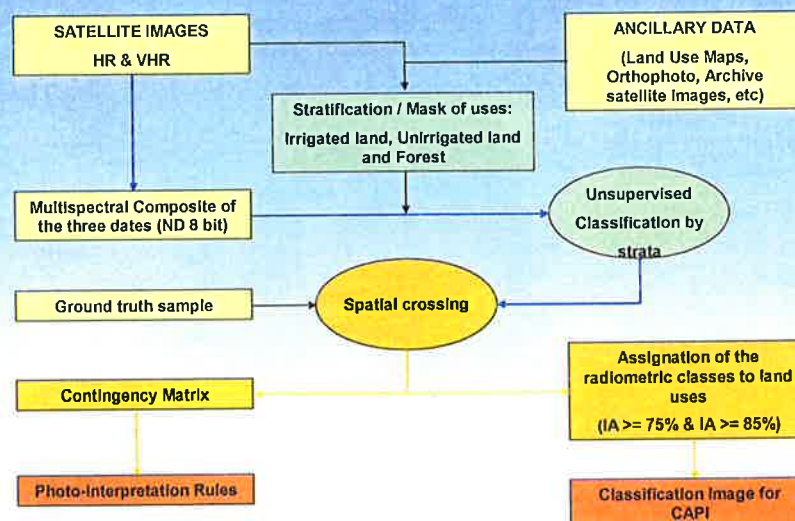 SATELLITE IMAGES
HR & VHR
ANCILLARY DATA
(Land Use Maps,
Orthophoto, Archive
satellite Images, etc)
Stratification / Mask of uses:
Irrigated land, Unirrigated land
and Forest
Multispectral Composite of
the three dates (ND 8 bit)
Unsupervised
Classification by
strata
Ground truth sample
Spatial crossing
Contingency Matrix
Assignation of the
radiometric classes to land
uses
(IA >= 75% & IA >= 85%)
Photo-Interpretation Rules
Classification Image for
CAPI